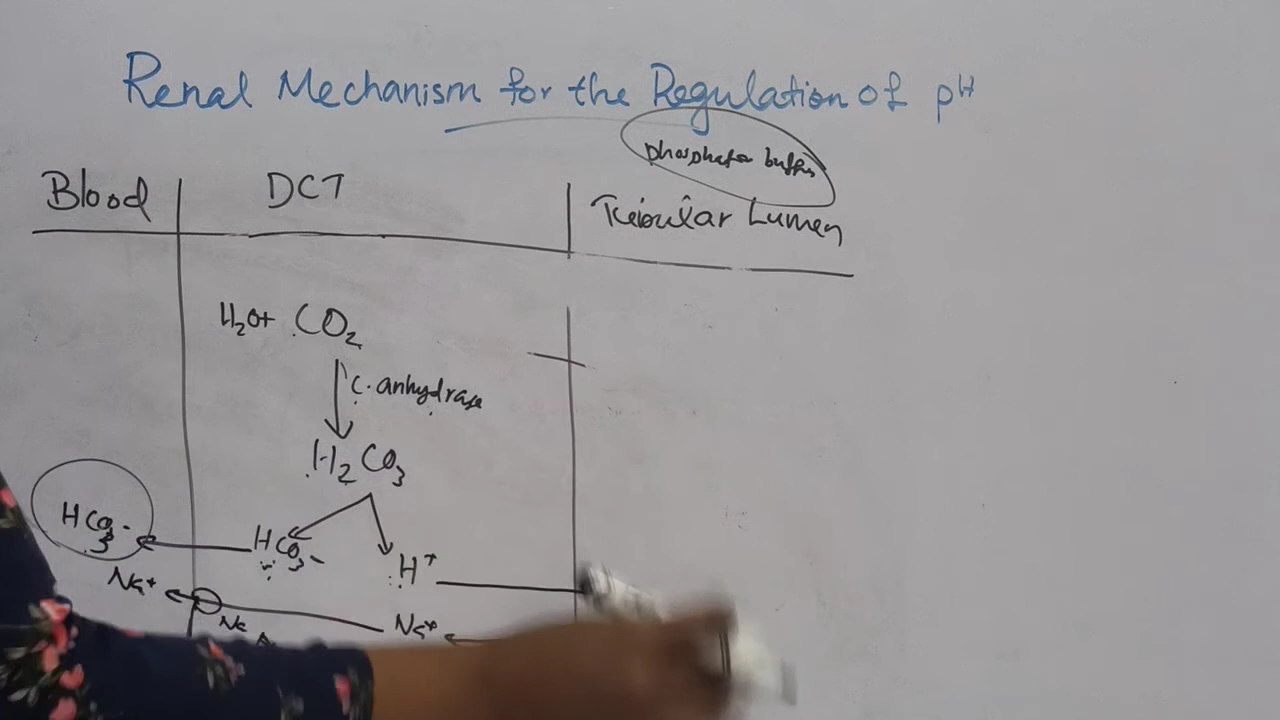 Renal Mechanism for the Regulation of pH
phosphate buffer
Blood DCT Tubular Lumen
H₂O + CO₂
C. anhydrase
H₂CO₃
HCO₃⁻ HCO₃⁻ H⁺
Na⁺ Na⁺
Na